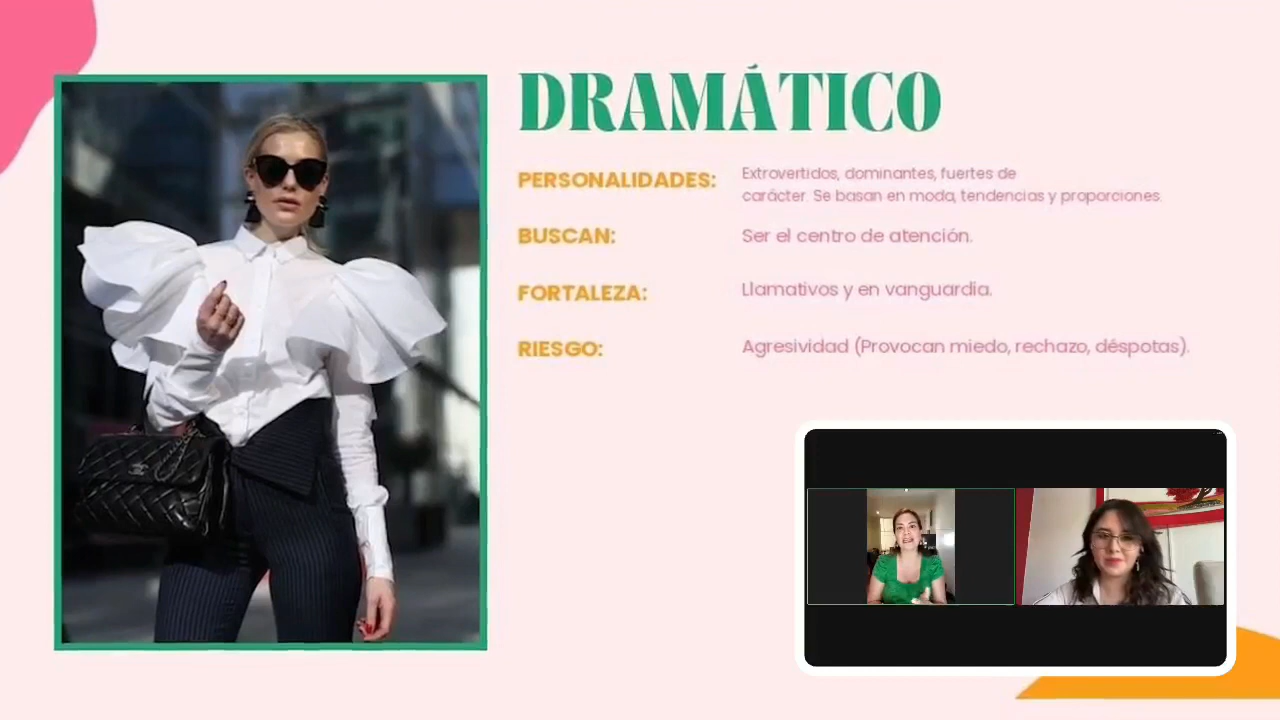 DRAMÁTICO
PERSONALIDADES:
Extrovertidos, dominantes, fuertes de
carácter. Se basan en moda, tendencias y proporciones.
BUSCAN:
Ser el centro de atención.
FORTALEZA:
Llamativos y en vanguardia.
RIESGO:
Agresividad (Provocan miedo, rechazo, déspotas).